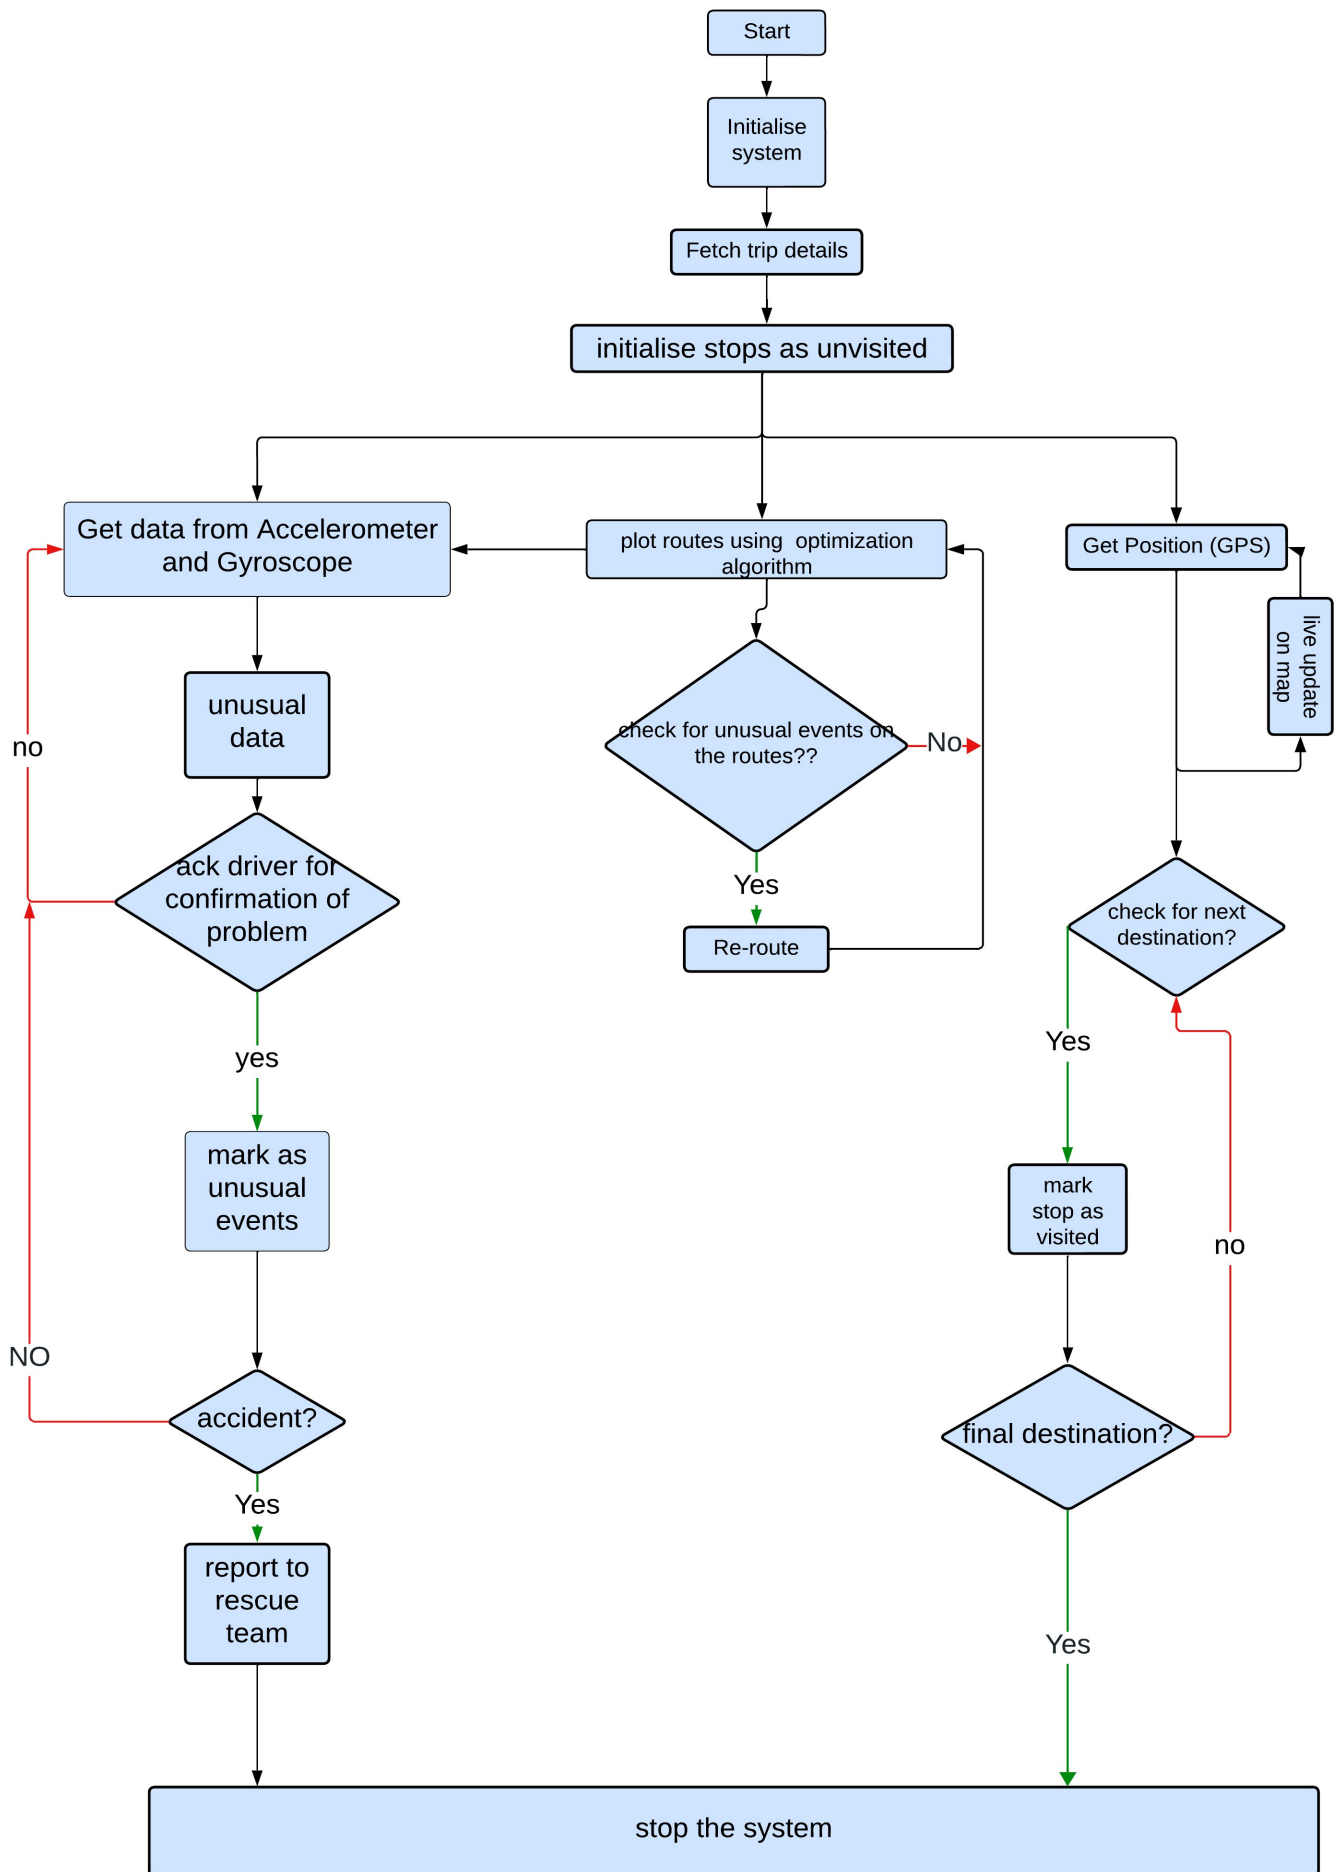 Start
Initialise
system
Fetch trip details
initialise stops as unvisited
Get data from Accelerometer
and Gyroscope
plot routes using  optimization
algorithm
Get Position (GPS)
live update
on map
unusual
data
no
check for unusual events on
the routes??
No
ack driver for
confirmation of
problem
Yes
Re-route
check for next
destination?
yes
Yes
mark as
unusual
events
mark
stop as
visited
no
NO
accident?
final destination?
Yes
report to
rescue
team
Yes
stop the system